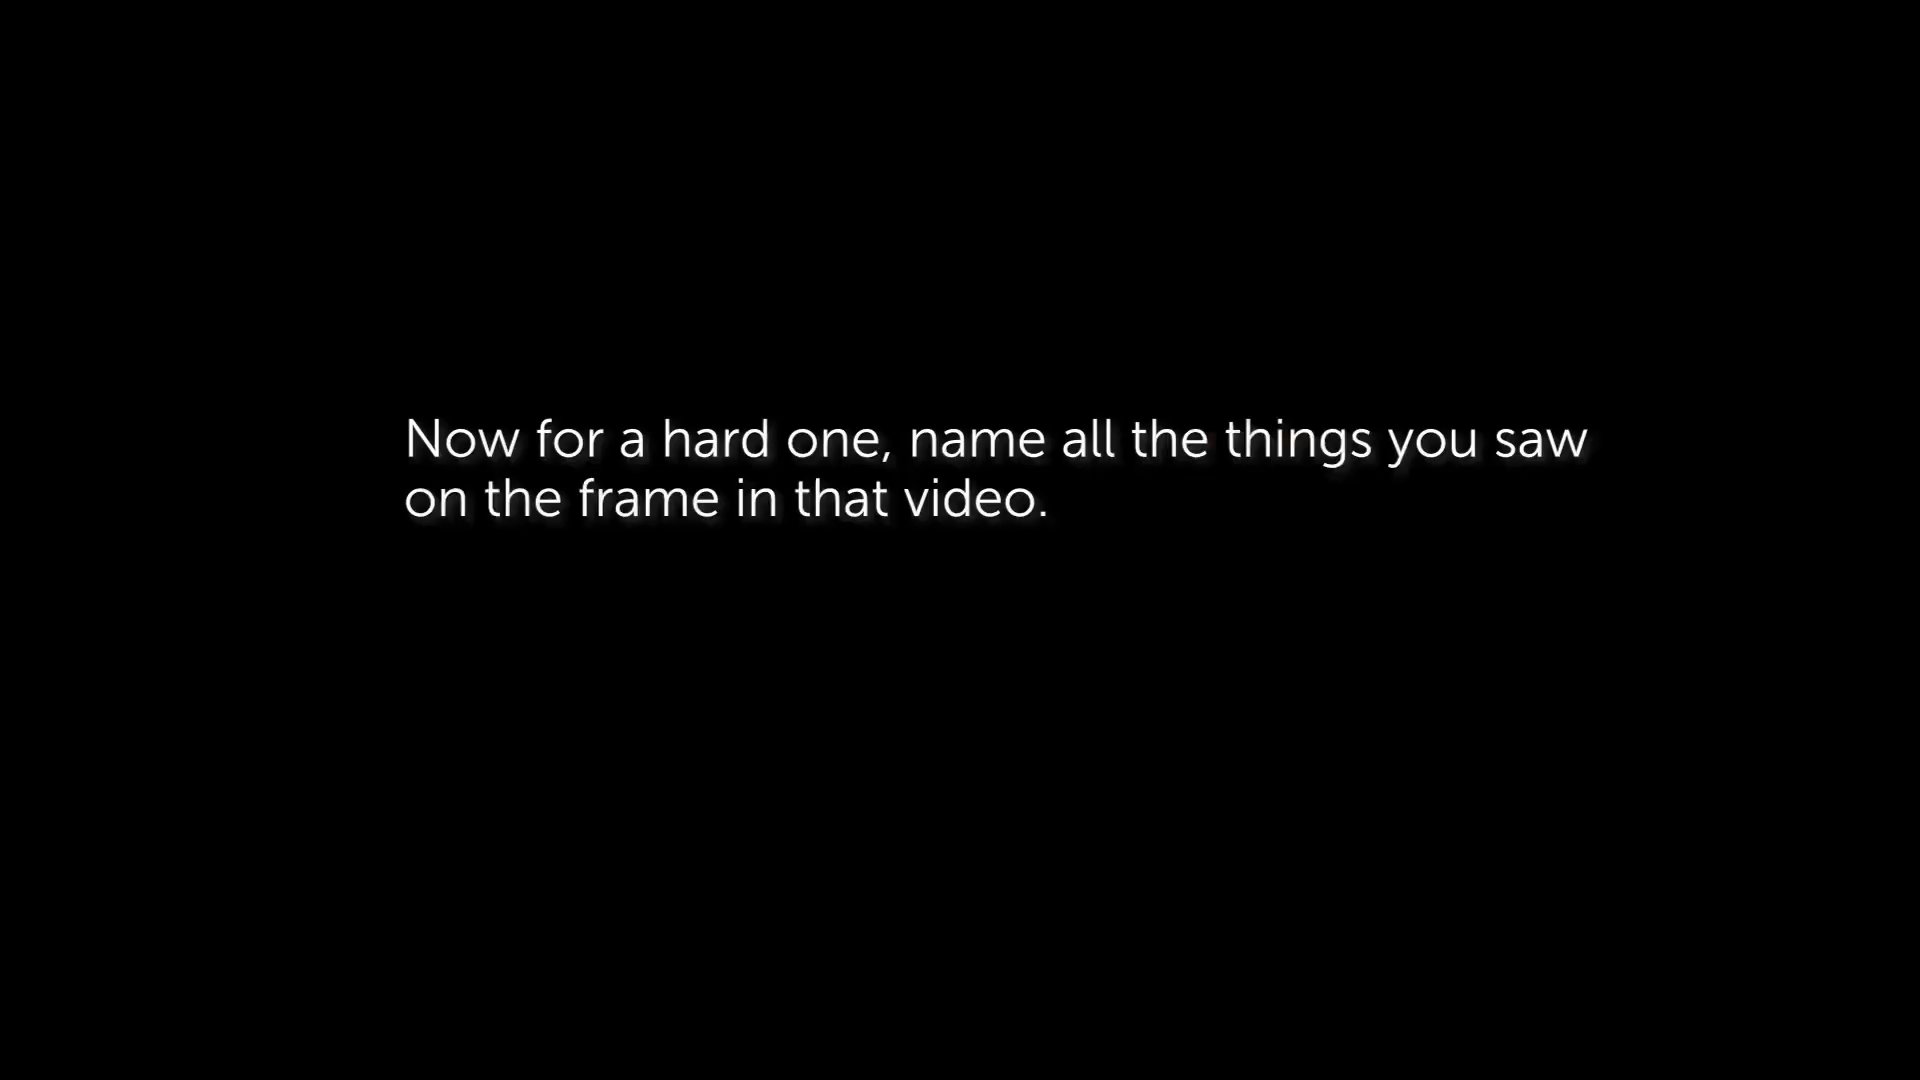 Now for a hard one, name all the things you saw
on the frame in that video.